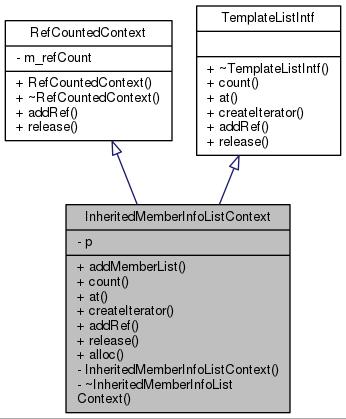 RefCountedContext
- m_refCount
+ RefCountedContext()
+ ~RefCountedContext()
+ addRef()
+ release()
TemplateListIntf
+ ~TemplateListIntf()
+ count()
+ at()
+ createIterator()
+ addRef()
+ release()
InheritedMemberInfoListContext
- p
+ addMemberList()
+ count()
+ at()
+ createIterator()
+ addRef()
+ release()
+ alloc()
- InheritedMemberInfoListContext()
- ~InheritedMemberInfoList
Context()